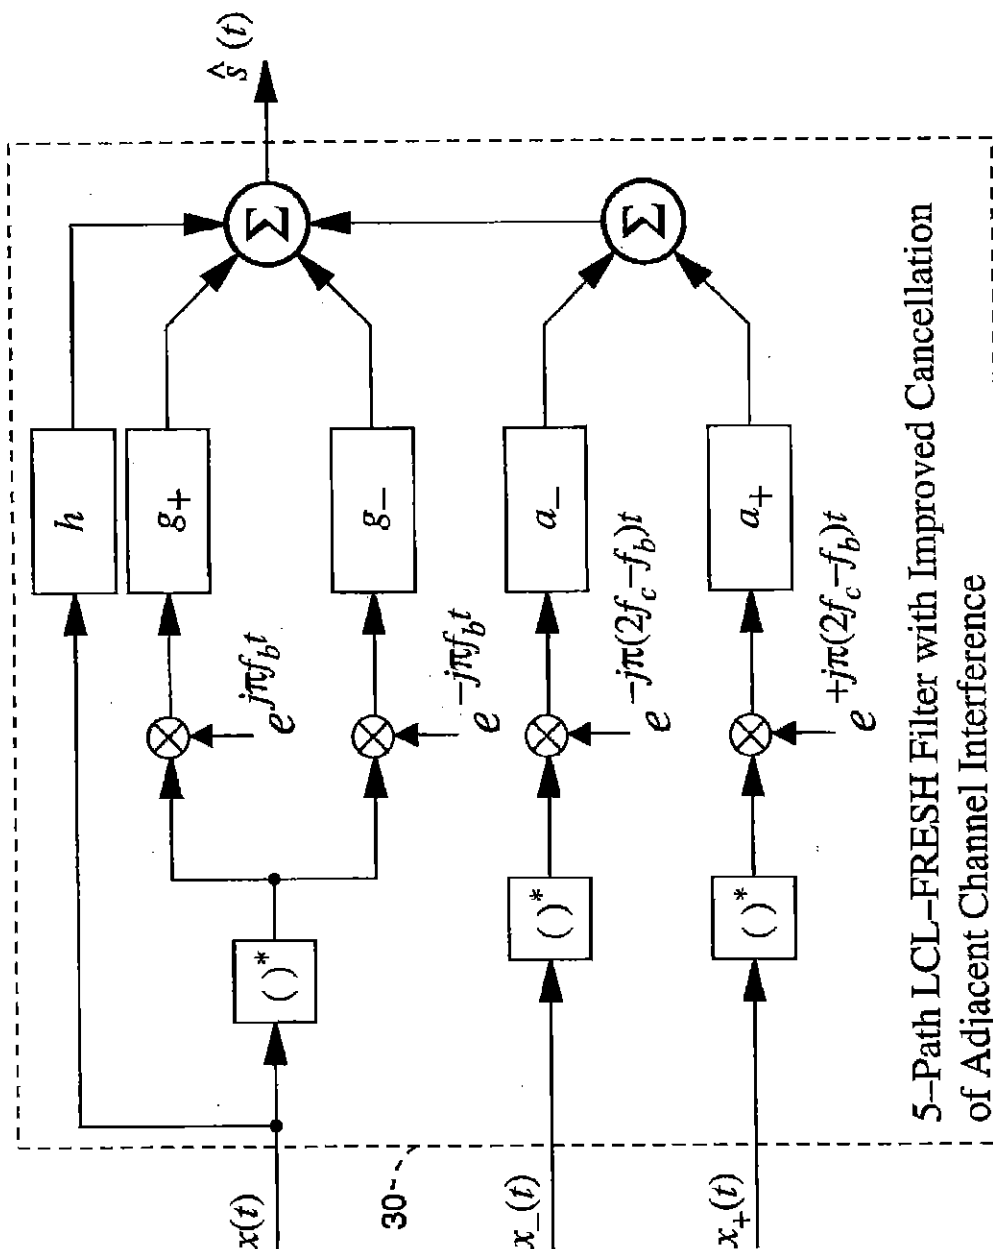 x(t)
30
x₋(t)
x₊(t)
( )*
( )*
( )*
e^{jπf_b t}
e^{-jπf_b t}
e^{-jπ(2f_c-f_b)t}
e^{+jπ(2f_c-f_b)t}
h
g₊
g₋
a₋
a₊
Σ
Σ
ŝ(t)
5–Path LCL–FRESH Filter with Improved Cancellation
of Adjacent Channel Interference